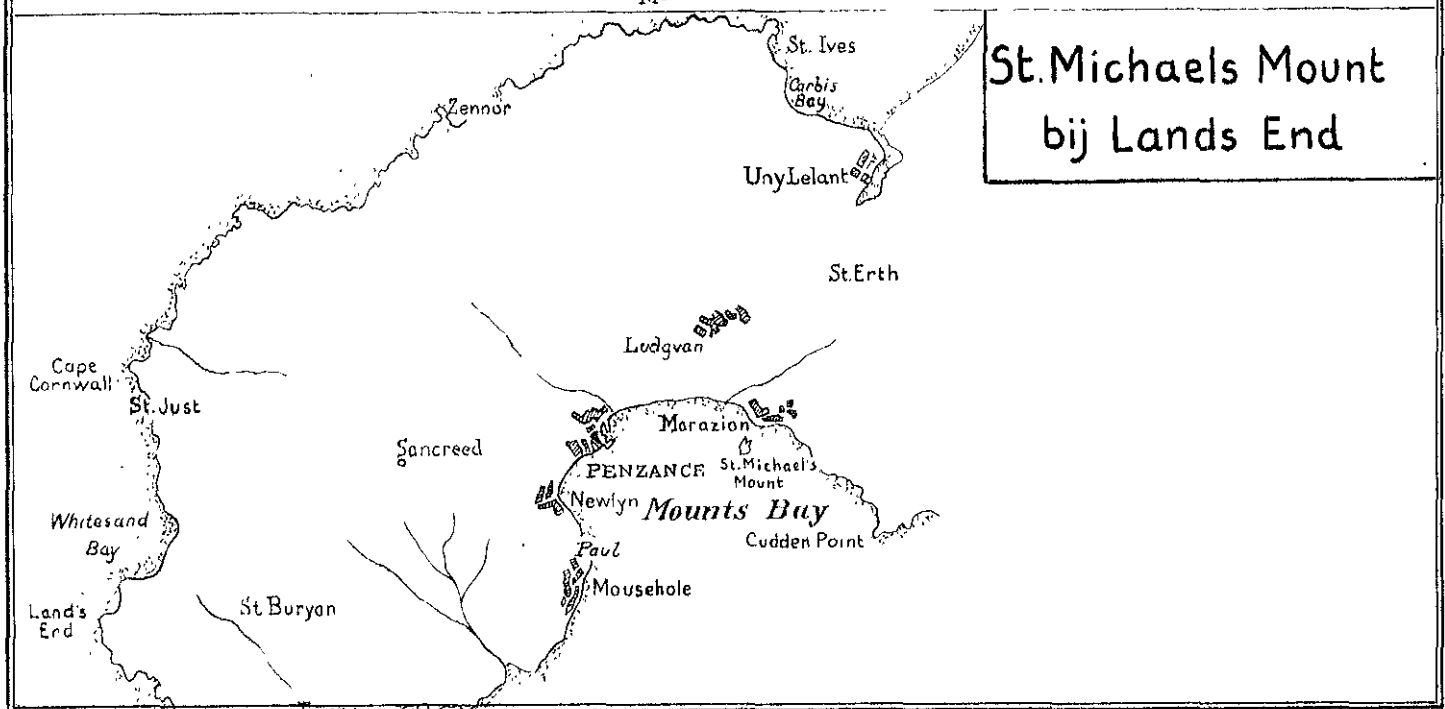 St. Michaels Mount
bij Lands End
St. Ives
Carbis
Bay
Zennor
Uny Lelant
St. Erth
Ludgvan
Cape
Cornwall
St. Just
Sancreed
Marazion
St. Michael's
Mount
PENZANCE
Newlyn
Mounts Bay
Cudden Point
Whitesand
Bay
Paul
Mousehole
Land's
End
St Buryan